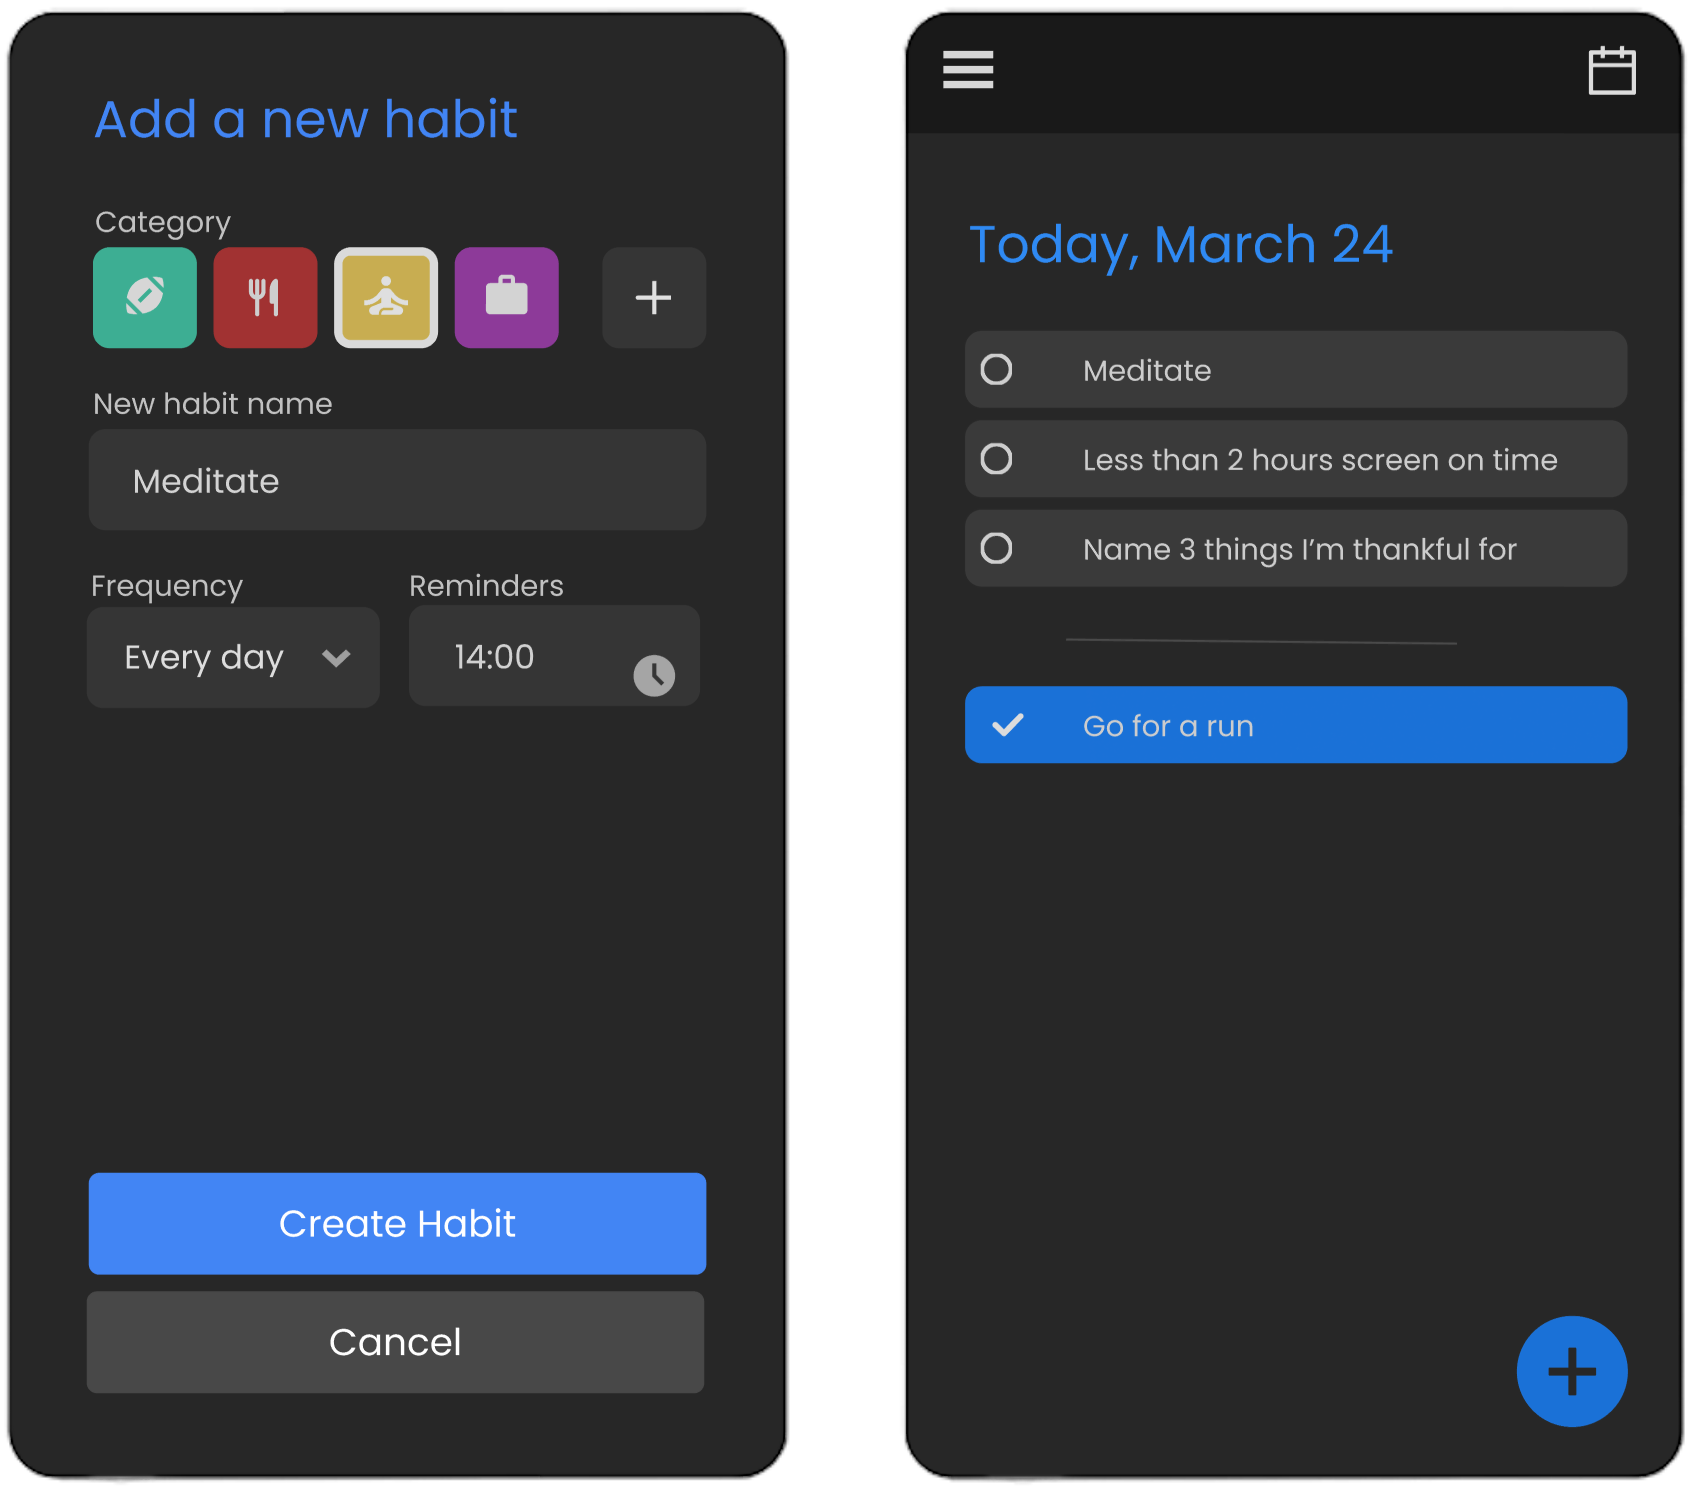 Add a new habit
Category
New habit name
Meditate
Frequency
Reminders
Every day
14:00
Create Habit
Cancel
Today, March 24
Meditate
Less than 2 hours screen on time
Name 3 things I’m thankful for
Go for a run